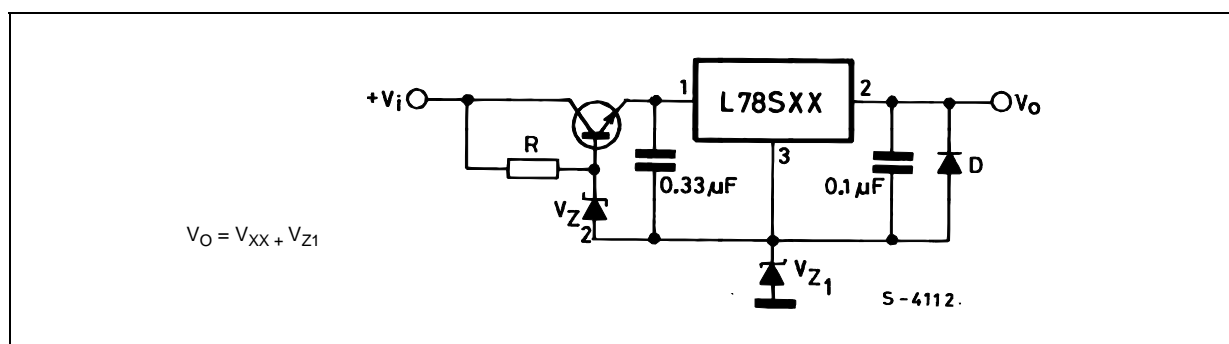 +Vi
1
L78SXX
2
Vo
R
3
0.33µF
0.1µF
D
VZ2
VO = VXX + VZ1
VZ1
S-4112.